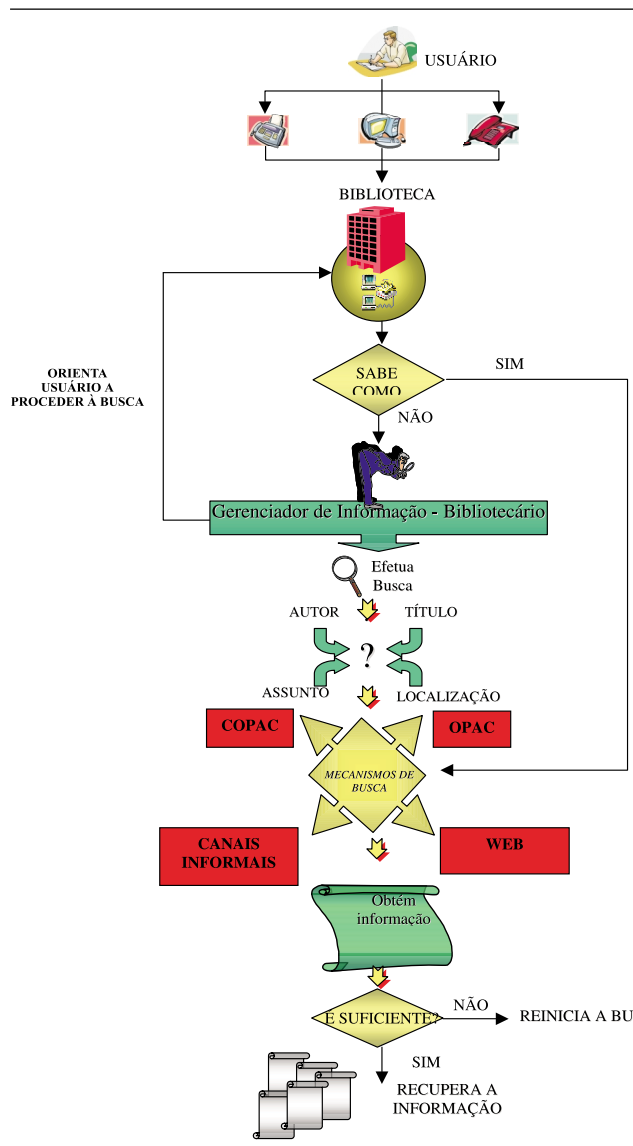 USUÁRIO
BIBLIOTECA
SABE
COMO
SIM
NÃO
ORIENTA
USUÁRIO A
PROCEDER À BUSCA
Gerenciador de Informação - Bibliotecário
Efetua
Busca
AUTOR
TÍTULO
?
ASSUNTO
LOCALIZAÇÃO
COPAC
OPAC
MECANISMOS DE
BUSCA
CANAIS
INFORMAIS
WEB
Obtém
informação
É SUFICIENTE?
NÃO
REINICIA A BU
SIM
RECUPERA A
INFORMAÇÃO